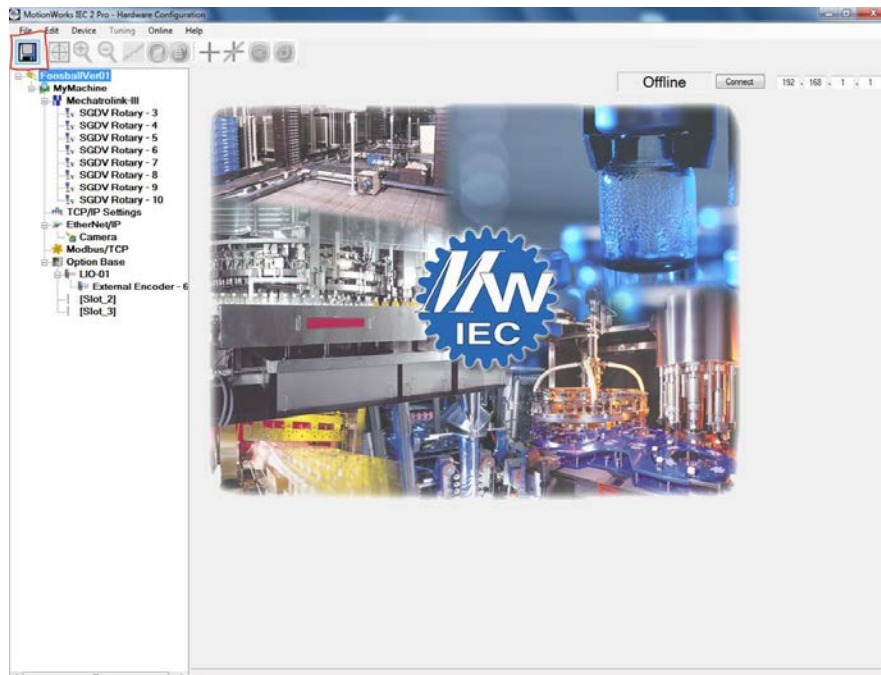 MotionWorks IEC 2 Pro - Hardware Configuration
File Edit Device Tuning Online Help
FoosballVer01
MyMachine
Mechatrolink-III
SGDV Rotary - 3
SGDV Rotary - 4
SGDV Rotary - 5
SGDV Rotary - 6
SGDV Rotary - 7
SGDV Rotary - 8
SGDV Rotary - 9
SGDV Rotary - 10
TCP/IP Settings
EtherNet/IP
Camera
Modbus/TCP
Option Base
LIO-01
External Encoder - 6
[Slot_2]
[Slot_3]
Offline Connect 192 . 168 . 1 . 1
MW
IEC